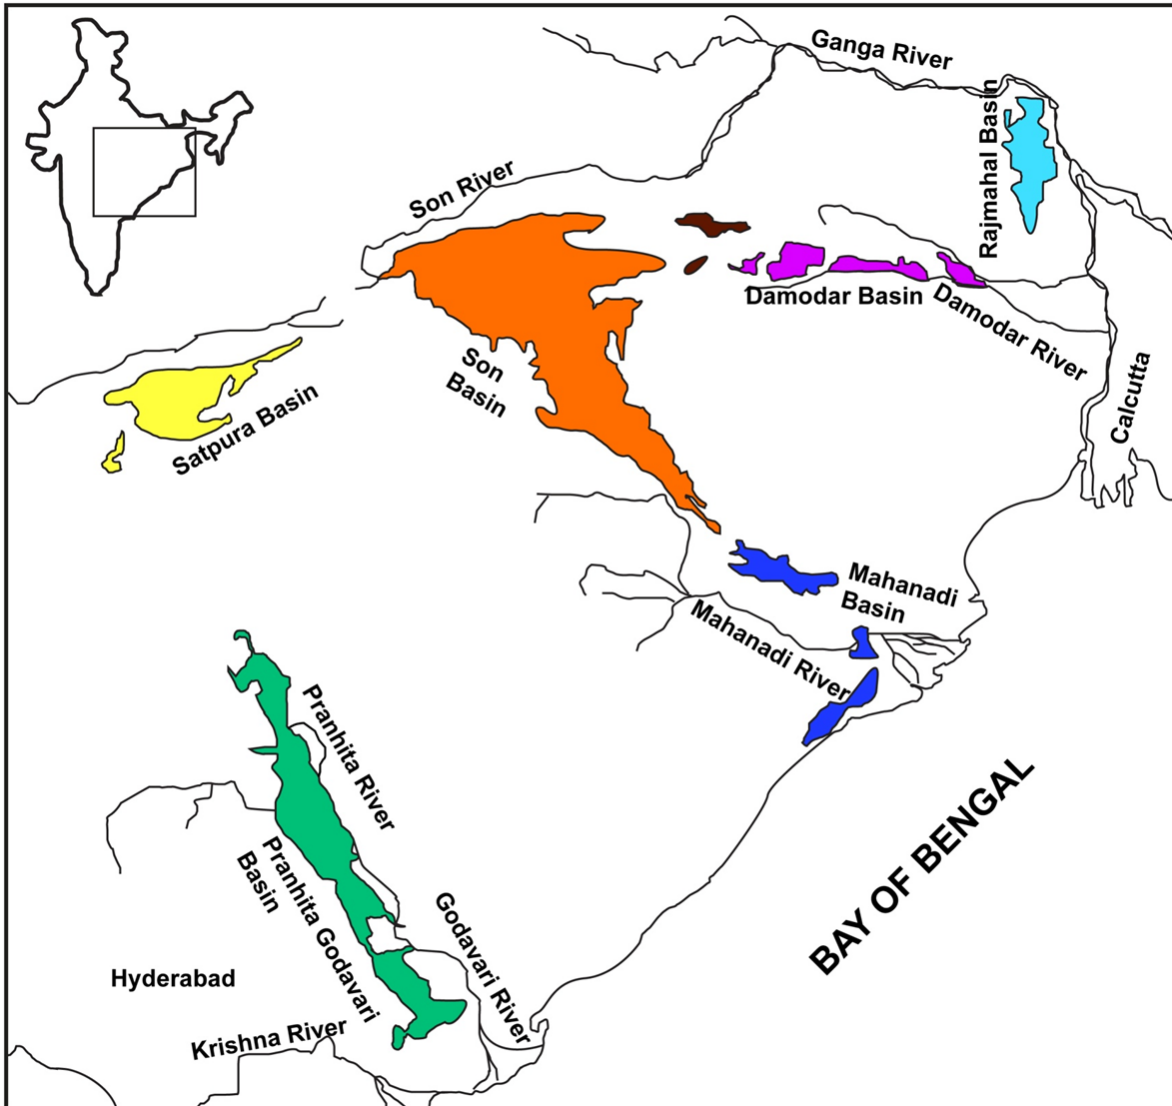 Ganga River
Rajmahal Basin
Son River
Damodar Basin
Damodar River
Son
Basin
Calcutta
Satpura Basin
Mahanadi
Basin
Mahanadi River
Pranhita River
Pranhita Godavari
Basin
Godavari River
BAY OF BENGAL
Hyderabad
Krishna River